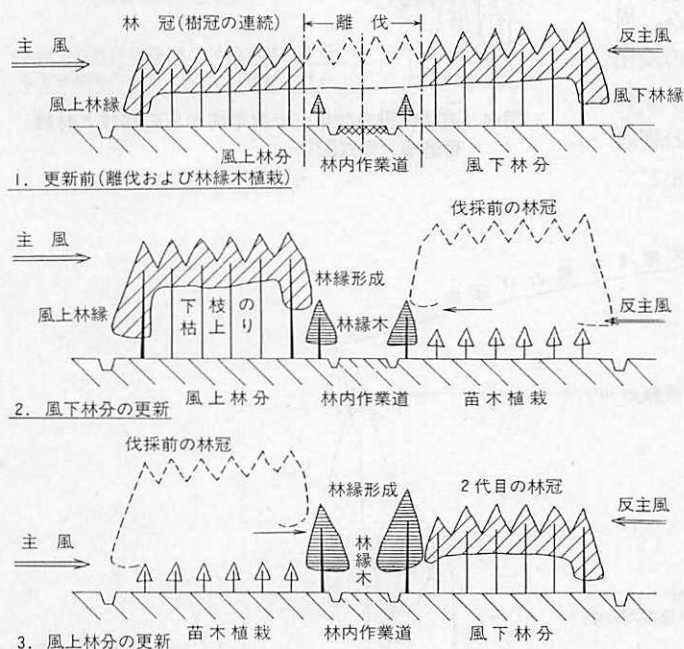 林 冠(樹冠の連続)
離 伐
主 風
反主風
風上林縁
風下林縁
風上林分
林内作業道
風下林分
1. 更新前(離伐および林縁木植栽)
伐採前の林冠
主 風
林縁形成
風上林縁
下枯
枝上
のり
林縁木
反主風
風上林分
林内作業道
苗木植栽
2. 風下林分の更新
伐採前の林冠
林縁形成
2代目の林冠
反主風
主 風
林縁木
苗木植栽
林内作業道
風下林分
3. 風上林分の更新